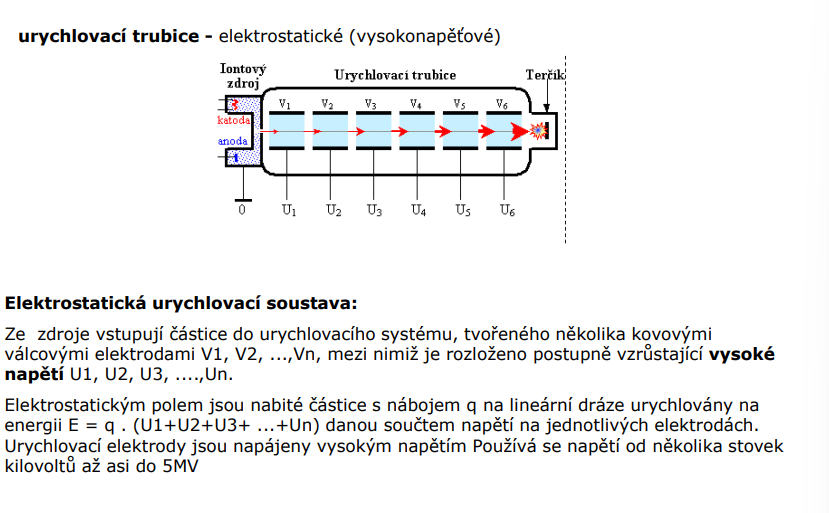 urychlovací trubice - elektrostatické (vysokonapěťové)
Iontový
zdroj
Urychlovací trubice
Terčík
V1 V2 V3 V4 V5 V6
katoda
anoda
0 U1 U2 U3 U4 U5 U6
Elektrostatická urychlovací soustava:
Ze  zdroje vstupují částice do urychlovacího systému, tvořeného několika kovovými
válcovými elektrodami V1, V2, ...,Vn, mezi nimiž je rozloženo postupně vzrůstající vysoké
napětí U1, U2, U3, ....,Un.
Elektrostatickým polem jsou nabité částice s nábojem q na lineární dráze urychlovány na
energii E = q . (U1+U2+U3+ ...+Un) danou součtem napětí na jednotlivých elektrodách.
Urychlovací elektrody jsou napájeny vysokým napětím Používá se napětí od několika stovek
kilovoltů až asi do 5MV